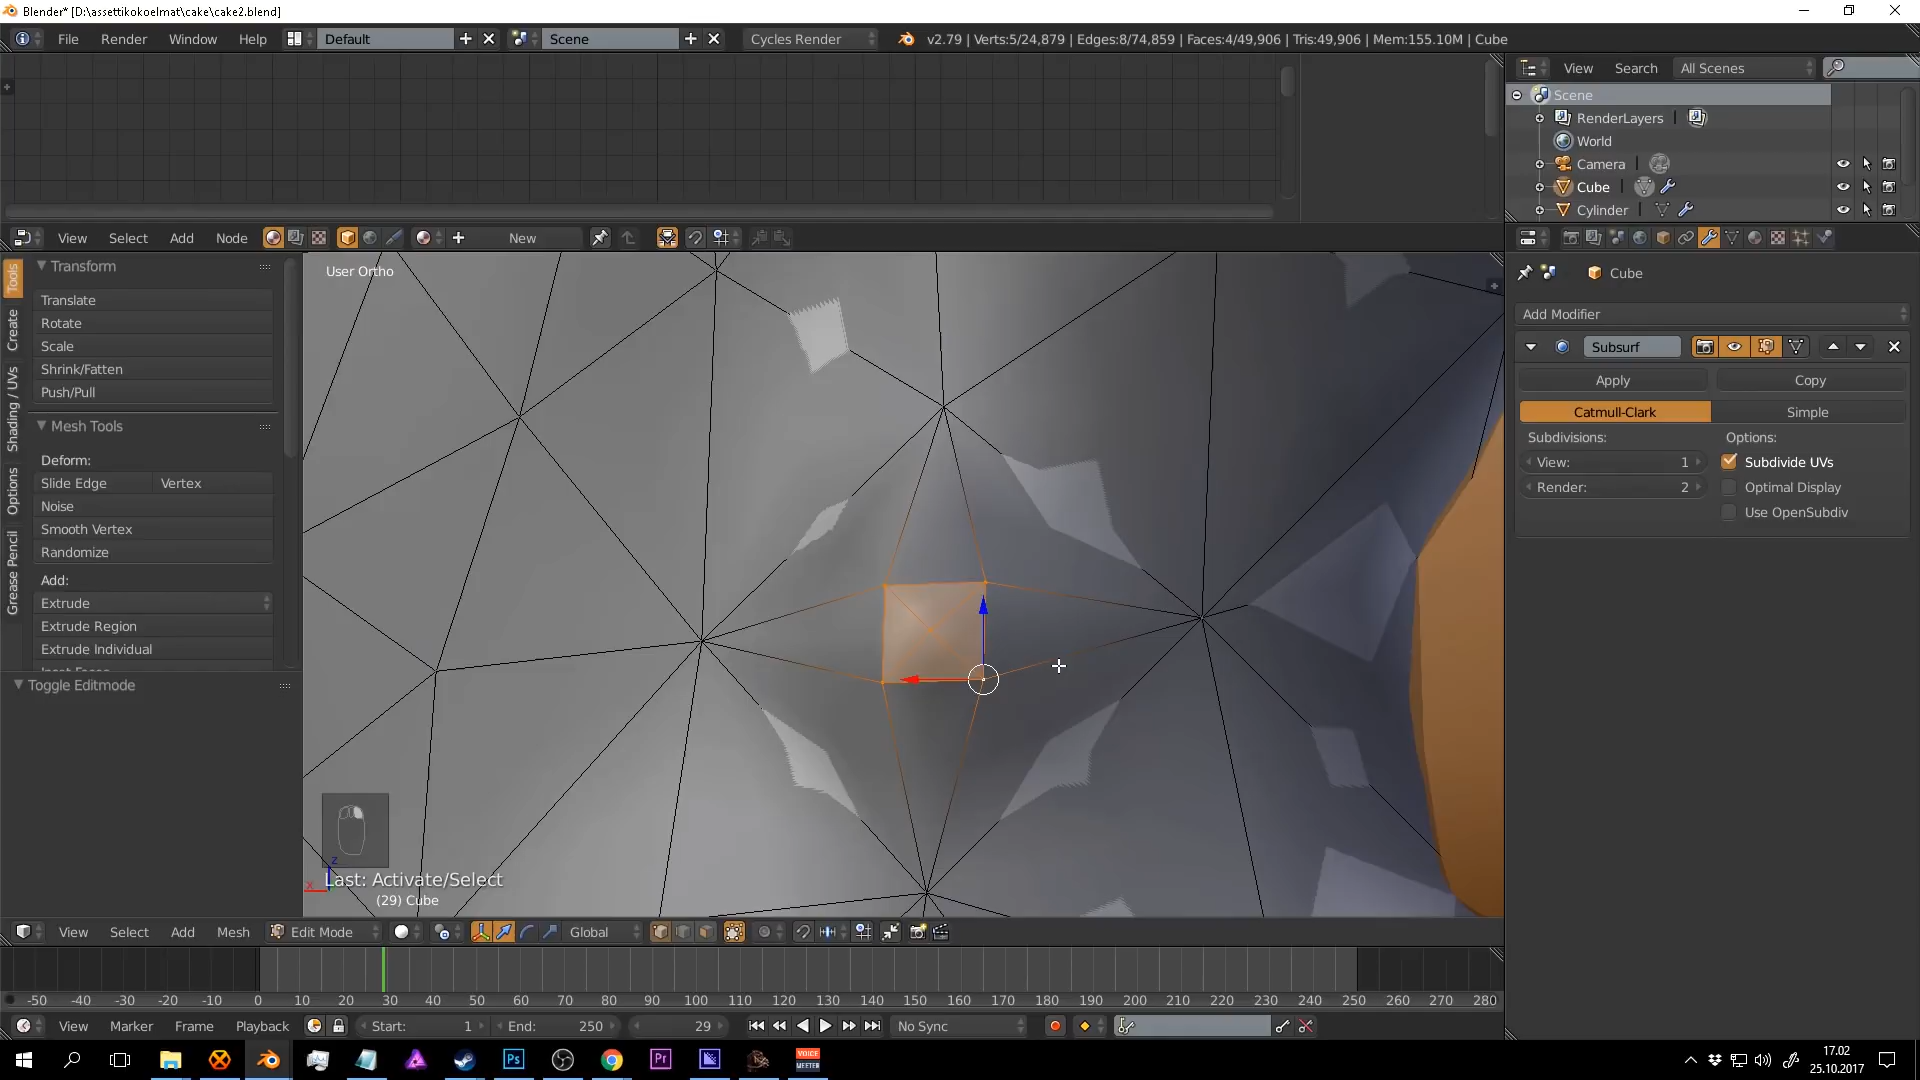 Blender* [D:\assettikokoelmat\cake\cake2.blend]
File Render Window Help Default Scene Cycles Render v2.79 | Verts:5/24,879 | Edges:8/74,859 | Faces:4/49,906 | Tris:49,906 | Mem:155.10M | Cube
View Search All Scenes
Scene
RenderLayers
World
Camera
Cube
Cylinder
View Select Add Node New
Tools
Create
Shading / UVs
Options
Grease Pencil
Transform
Translate
Rotate
Scale
Shrink/Fatten
Push/Pull
Mesh Tools
Deform:
Slide Edge Vertex
Noise
Smooth Vertex
Randomize
Add:
Extrude
Extrude Region
Extrude Individual
Toggle Editmode
User Ortho
z
x
Last: Activate/Select
(29) Cube
Cube
Add Modifier
Subsurf
Apply Copy
Catmull-Clark Simple
Subdivisions: Options:
View: 1 Subdivide UVs
Render: 2 Optimal Display
Use OpenSubdiv
View Select Add Mesh Edit Mode Global
-50 -40 -30 -20 -10 0 10 20 30 40 50 60 70 80 90 100 110 120 130 140 150 160 170 180 190 200 210 220 230 240 250 260 270 280
View Marker Frame Playback Start: 1 End: 250 29 No Sync
Ps Pr VOICE MEETER
17.02
25.10.2017